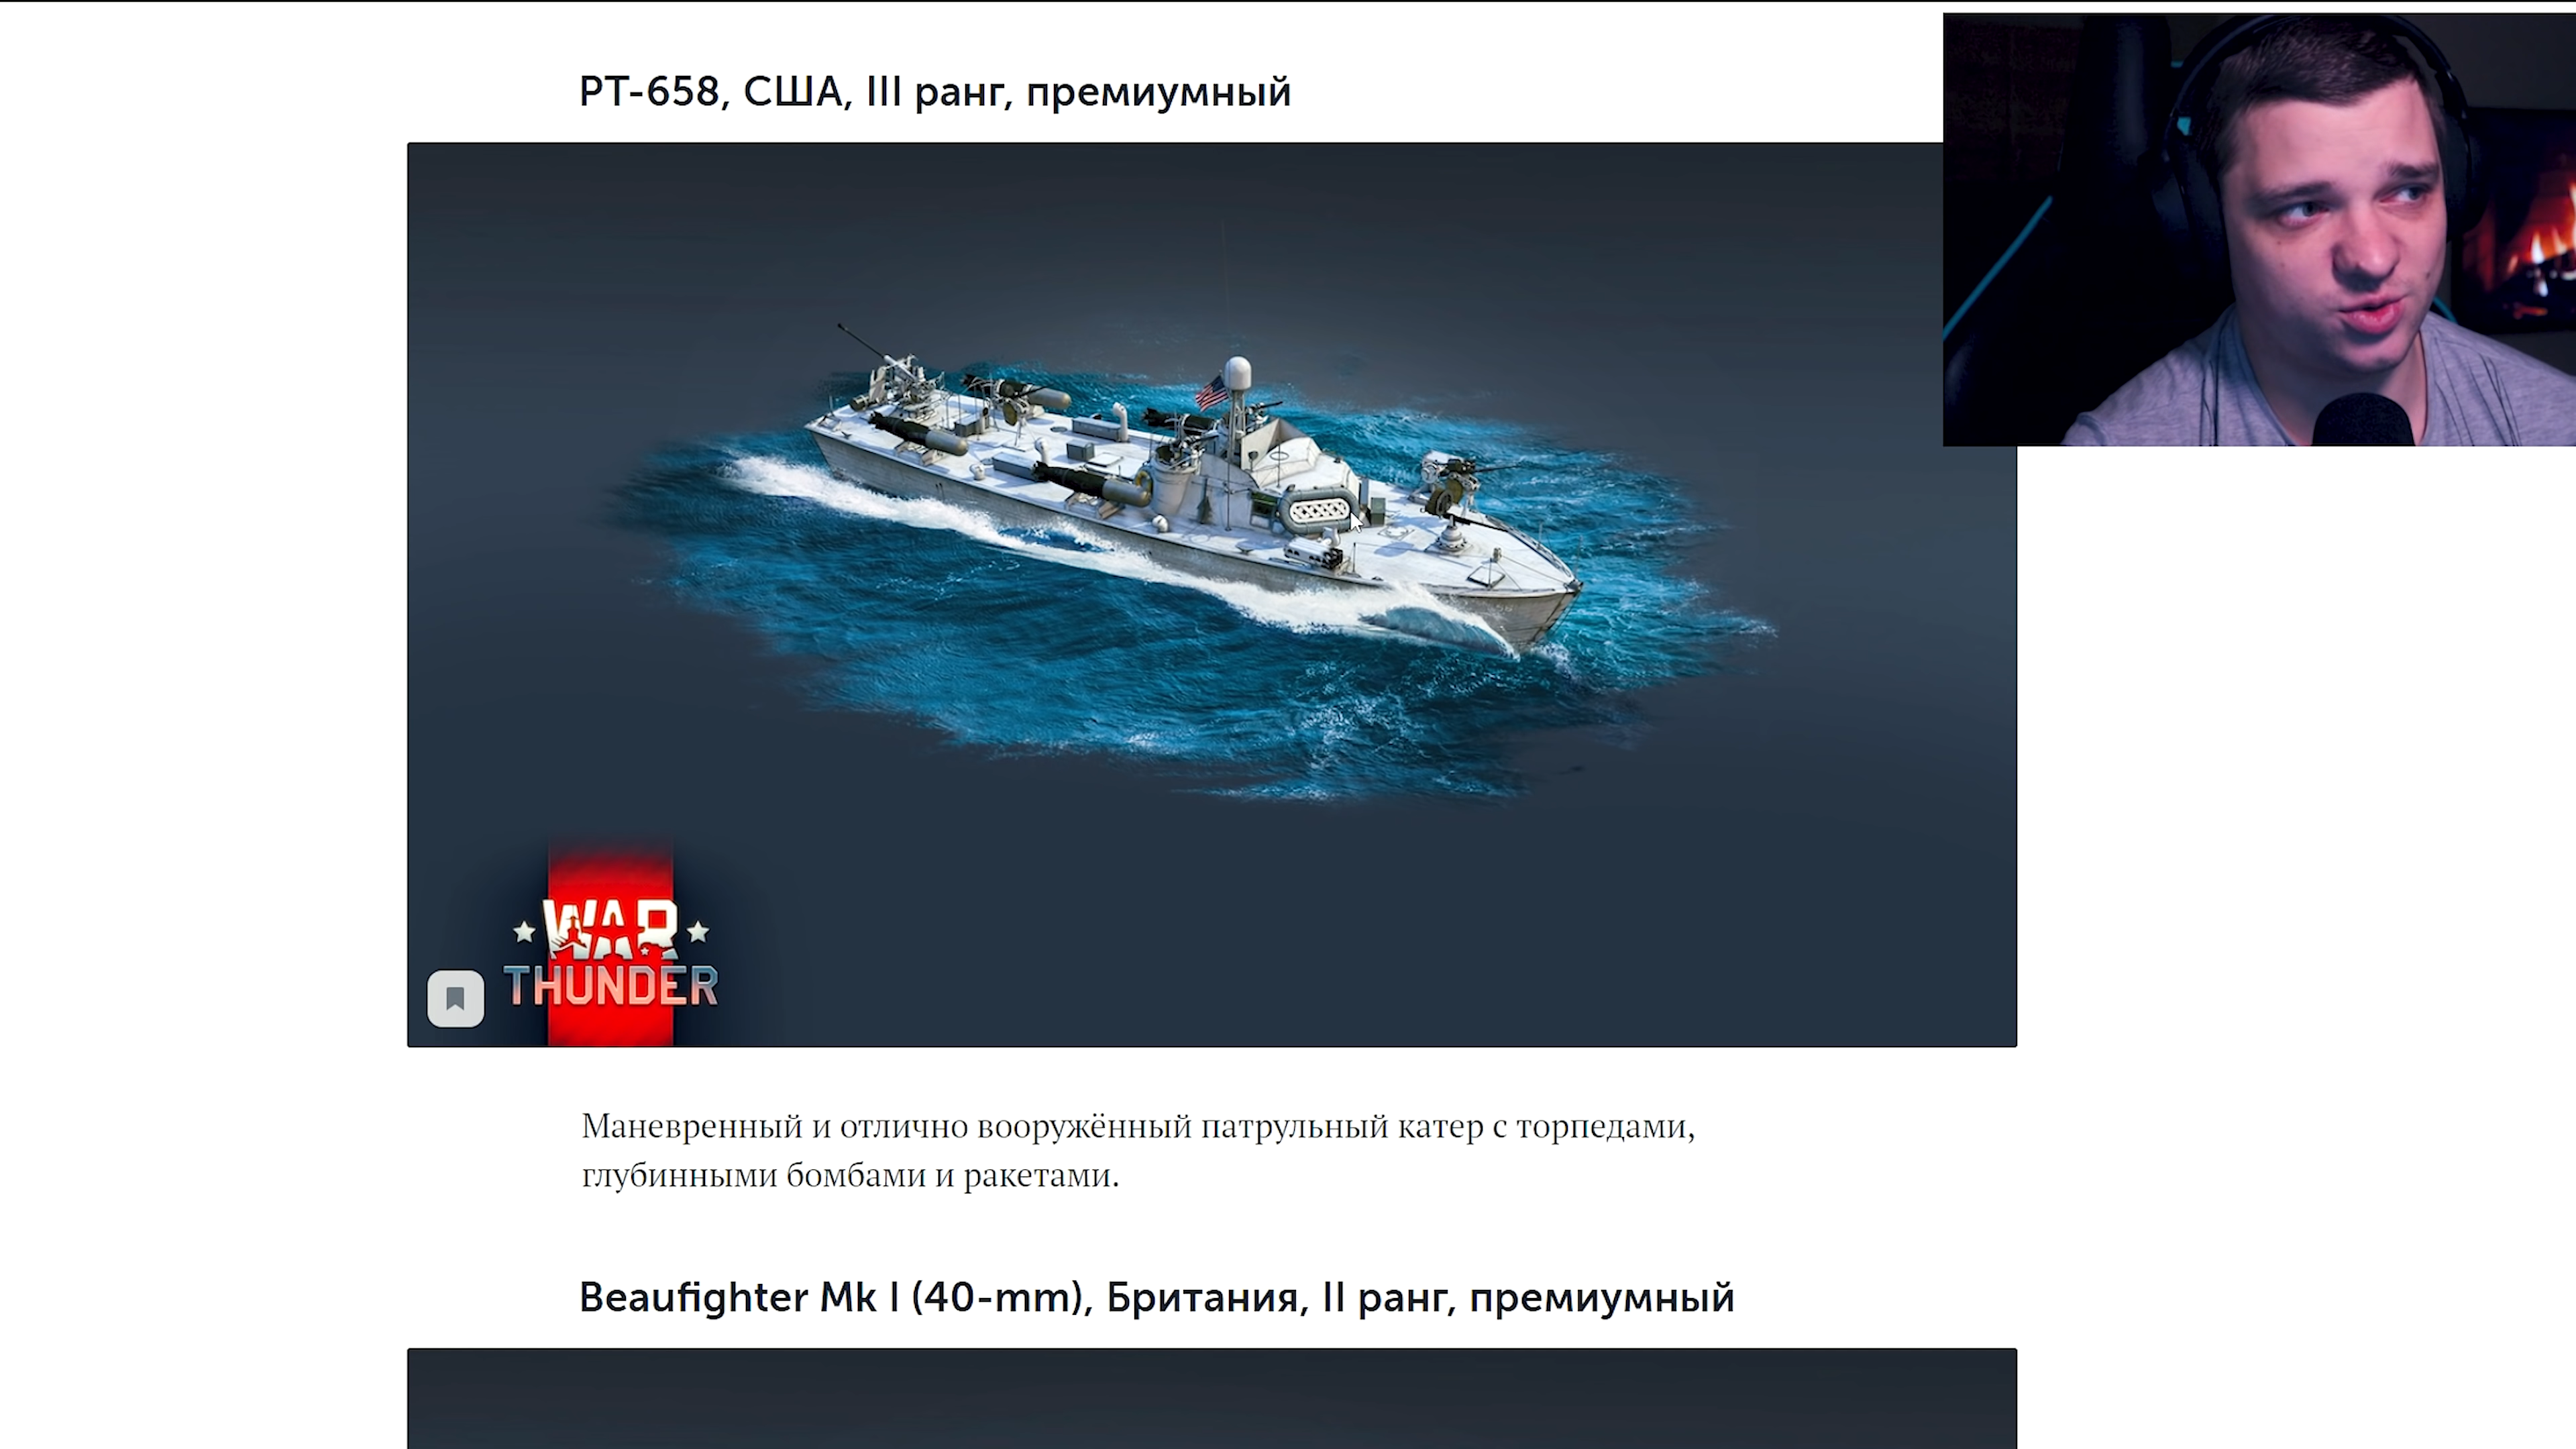 PT-658, США, III ранг, премиумный
WAR
THUNDER
Маневренный и отлично вооружённый патрульный катер с торпедами,
глубинными бомбами и ракетами.
Beaufighter Mk I (40-mm), Британия, II ранг, премиумный